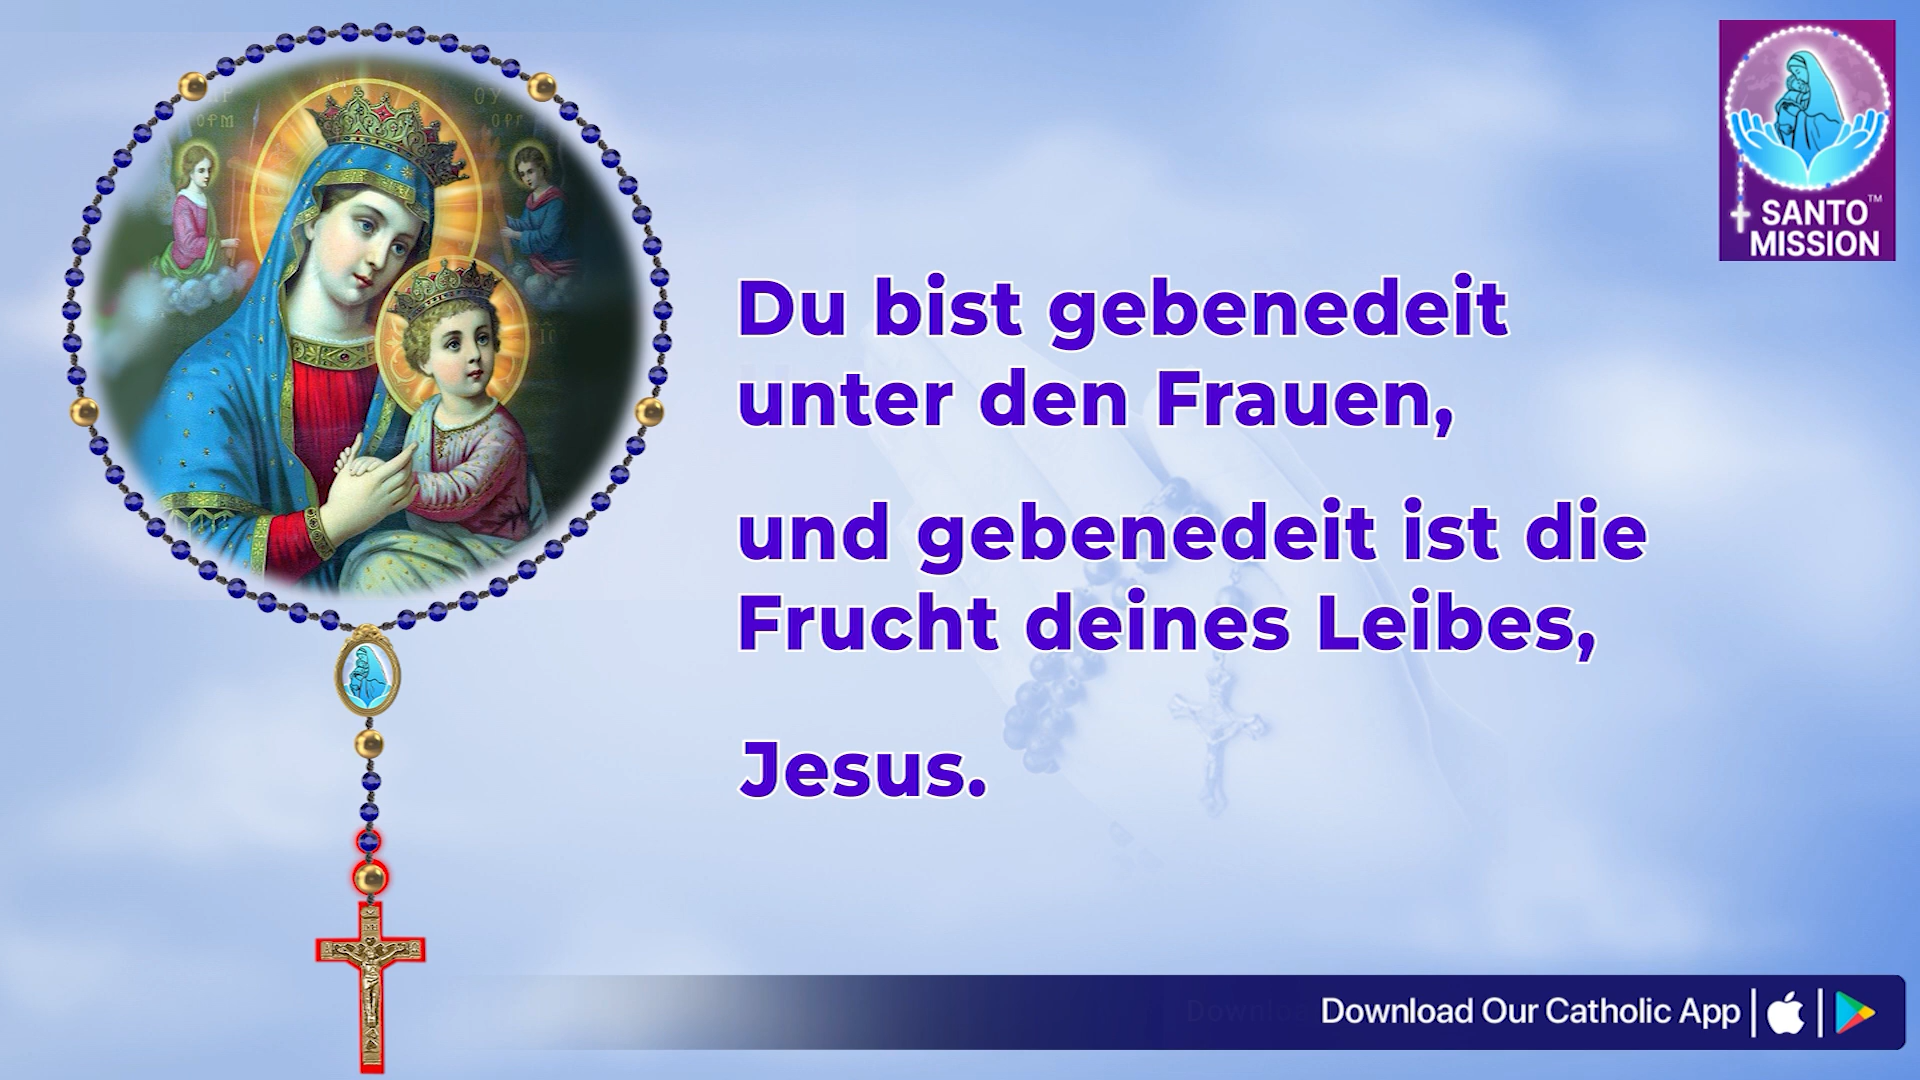 SANTO™
MISSION
Du bist gebenedeit
unter den Frauen,
und gebenedeit ist die
Frucht deines Leibes,
Jesus.
Download Our Catholic App